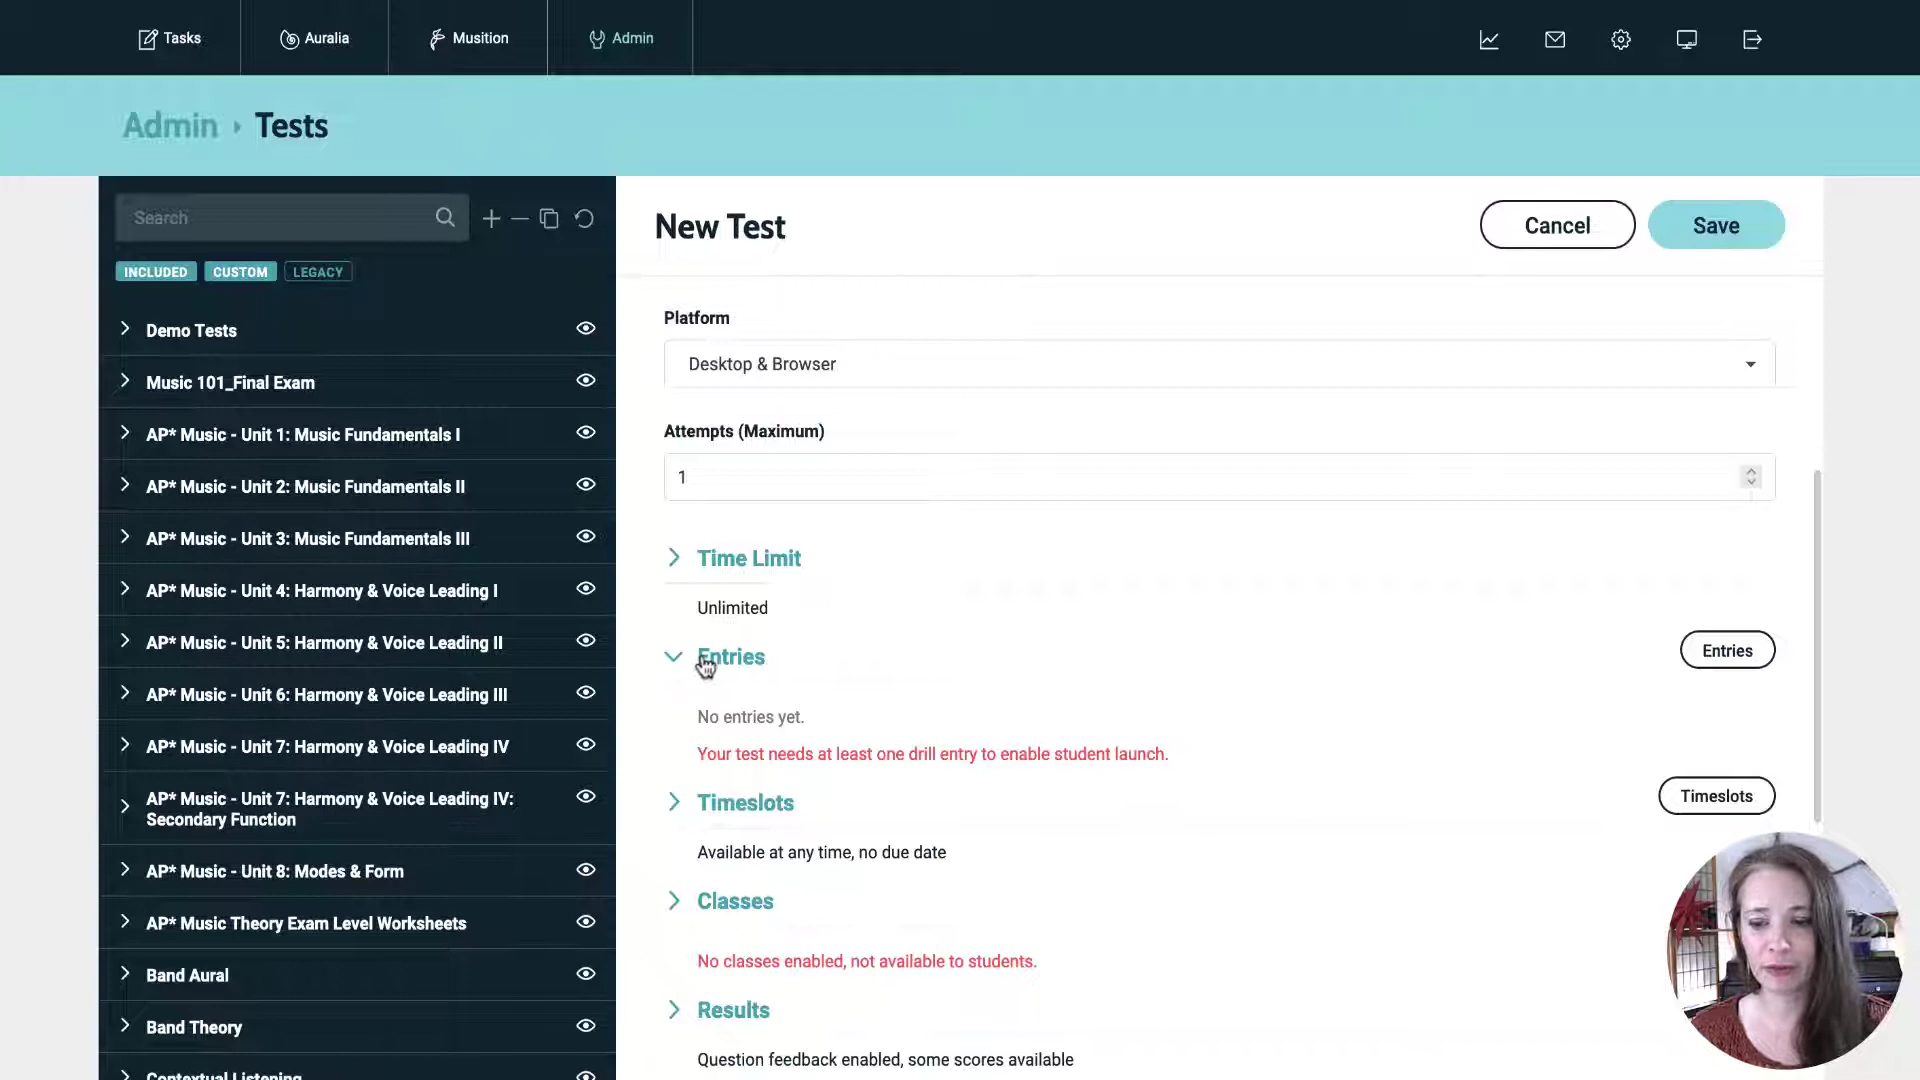 Tasks
Auralia
Musition
Admin
Admin
Tests
Search
INCLUDED
CUSTOM
LEGACY
Demo Tests
Music 101_Final Exam
AP* Music - Unit 1: Music Fundamentals I
AP* Music - Unit 2: Music Fundamentals II
AP* Music - Unit 3: Music Fundamentals III
AP* Music - Unit 4: Harmony & Voice Leading I
AP* Music - Unit 5: Harmony & Voice Leading II
AP* Music - Unit 6: Harmony & Voice Leading III
AP* Music - Unit 7: Harmony & Voice Leading IV
AP* Music - Unit 7: Harmony & Voice Leading IV:
Secondary Function
AP* Music - Unit 8: Modes & Form
AP* Music Theory Exam Level Worksheets
Band Aural
Band Theory
Contextual Listening
New Test
Cancel
Save
Platform
Desktop & Browser
Attempts (Maximum)
1
Time Limit
Unlimited
Entries
Entries
No entries yet.
Your test needs at least one drill entry to enable student launch.
Timeslots
Timeslots
Available at any time, no due date
Classes
No classes enabled, not available to students.
Results
Question feedback enabled, some scores available